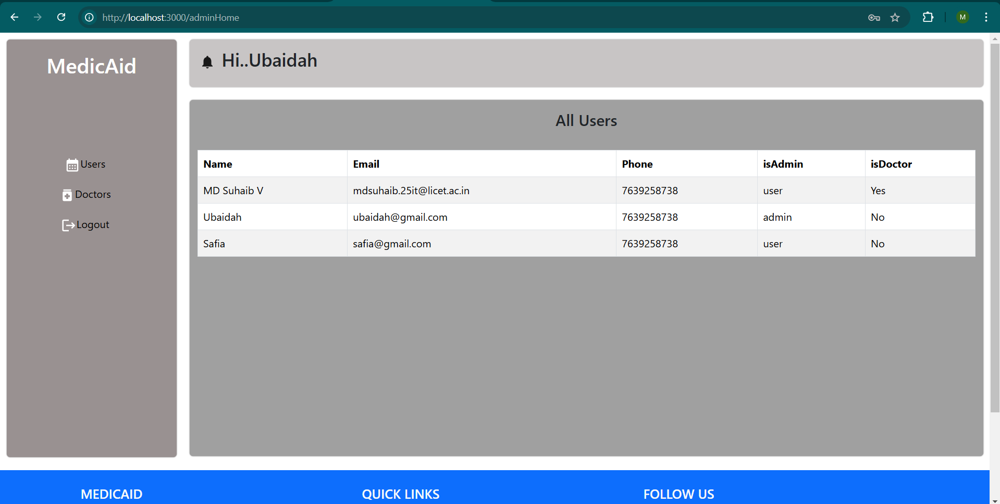 http://localhost:3000/adminHome
M
MedicAid
Users
Doctors
Logout
Hi..Ubaidah
All Users
Name Email Phone isAdmin isDoctor
MD Suhaib V mdsuhaib.25it@licet.ac.in 7639258738 user Yes
Ubaidah ubaidah@gmail.com 7639258738 admin No
Safia safia@gmail.com 7639258738 user No
MEDICAID QUICK LINKS FOLLOW US